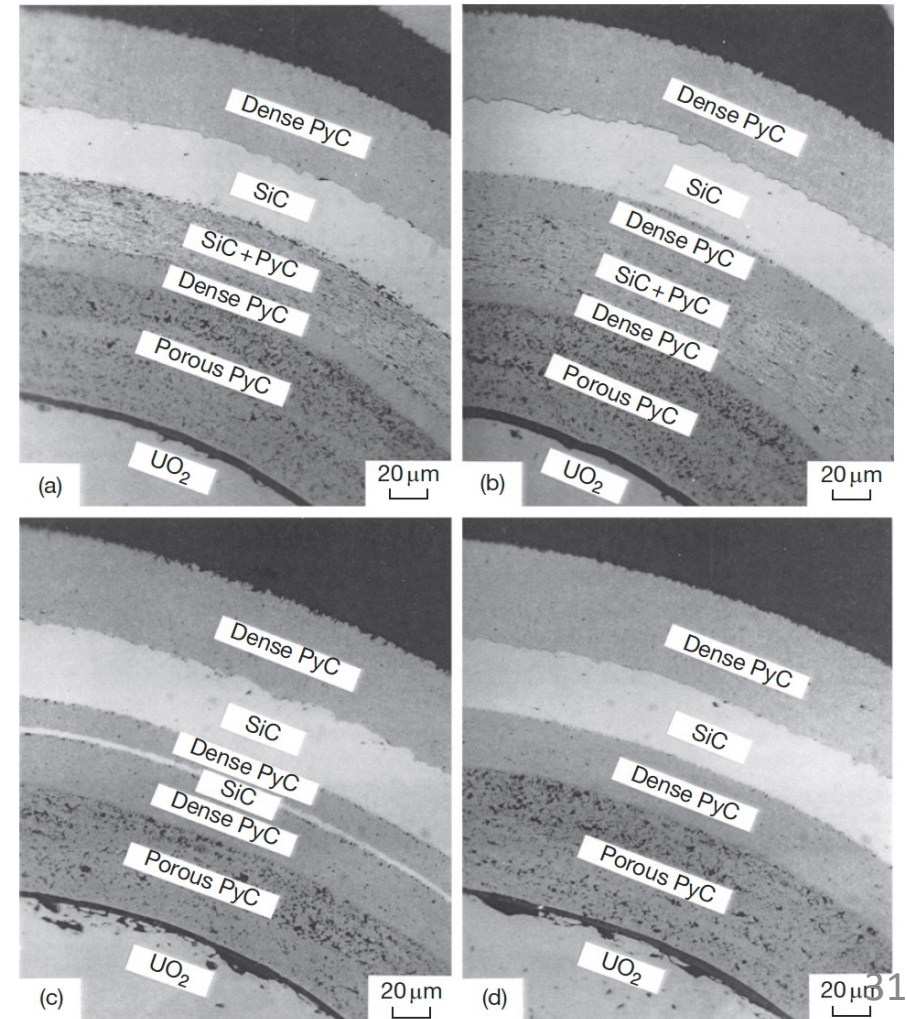 Dense PyC
SiC
SiC + PyC
Dense PyC
Porous PyC
UO₂
(a)
20 μm
Dense PyC
SiC
Dense PyC
SiC + PyC
Dense PyC
Porous PyC
UO₂
(b)
20 μm
Dense PyC
SiC
Dense PyC
SiC
Dense PyC
Porous PyC
UO₂
(c)
20 μm
Dense PyC
SiC
Dense PyC
Porous PyC
UO₂
(d)
20 μm
31